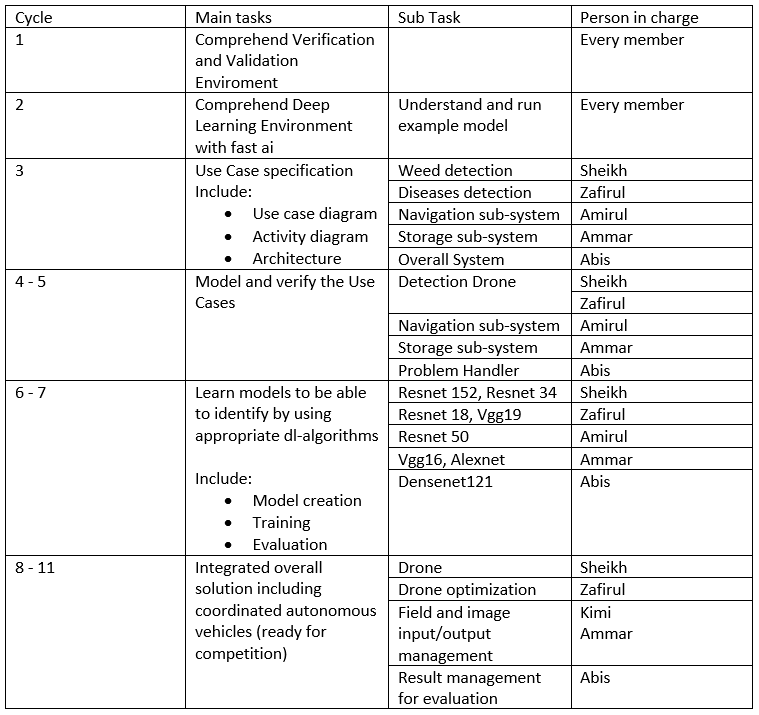 Cycle Main tasks Sub Task Person in charge
1 Comprehend Verification Every member
and Validation
Enviroment
2 Comprehend Deep Understand and run Every member
Learning Environment example model
with fast ai
3 Use Case specification Weed detection Sheikh
Include: Diseases detection Zafirul
• Use case diagram Navigation sub-system Amirul
• Activity diagram Storage sub-system Ammar
• Architecture Overall System Abis
4 - 5 Model and verify the Use Detection Drone Sheikh
Cases Zafirul
Navigation sub-system Amirul
Storage sub-system Ammar
Problem Handler Abis
6 - 7 Learn models to be able Resnet 152, Resnet 34 Sheikh
to identify by using Resnet 18, Vgg19 Zafirul
appropriate dl-algorithms Resnet 50 Amirul
Vgg16, Alexnet Ammar
Include: Densenet121 Abis
• Model creation
• Training
• Evaluation
8 - 11 Integrated overall Drone Sheikh
solution including Drone optimization Zafirul
coordinated autonomous Field and image Kimi
vehicles (ready for input/output Ammar
competition) management
Result management Abis
for evaluation